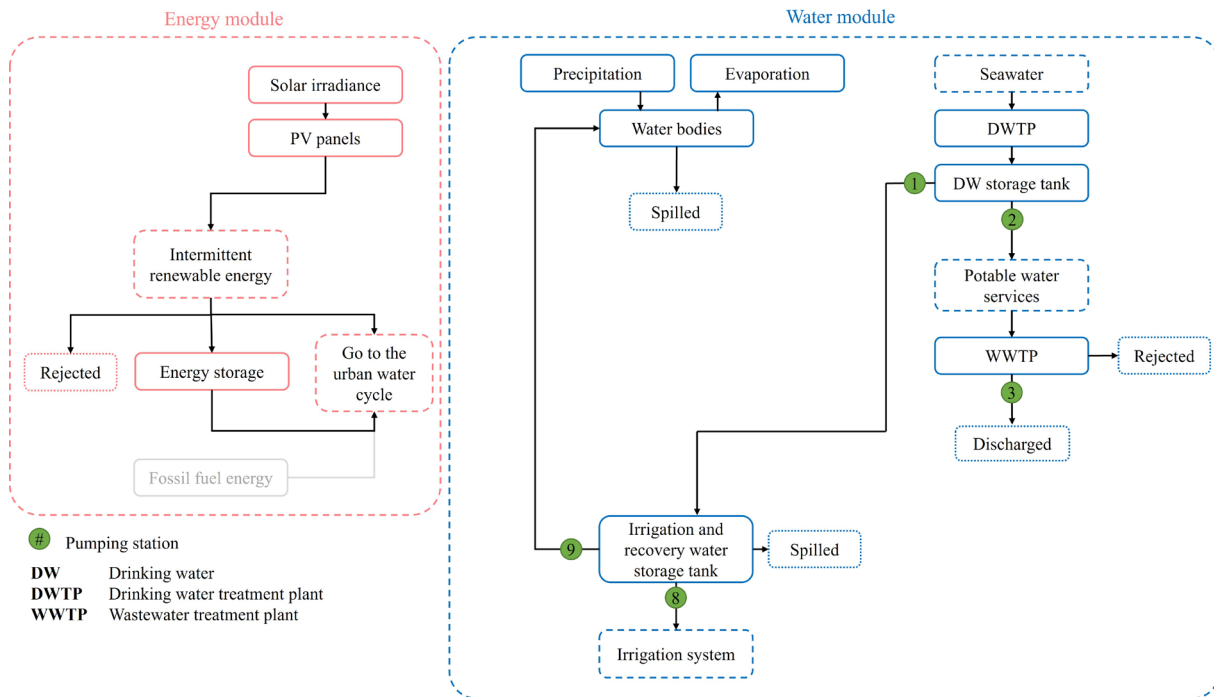 Energy module
Solar irradiance
PV panels
Intermittent
renewable energy
Rejected
Energy storage
Go to the
urban water
cycle
Fossil fuel energy
# Pumping station
DW Drinking water
DWTP Drinking water treatment plant
WWTP Wastewater treatment plant
Water module
Precipitation
Evaporation
Water bodies
Spilled
Seawater
DWTP
DW storage tank
1
2
Potable water
services
WWTP
Rejected
3
Discharged
Irrigation and
recovery water
storage tank
9
Spilled
8
Irrigation system